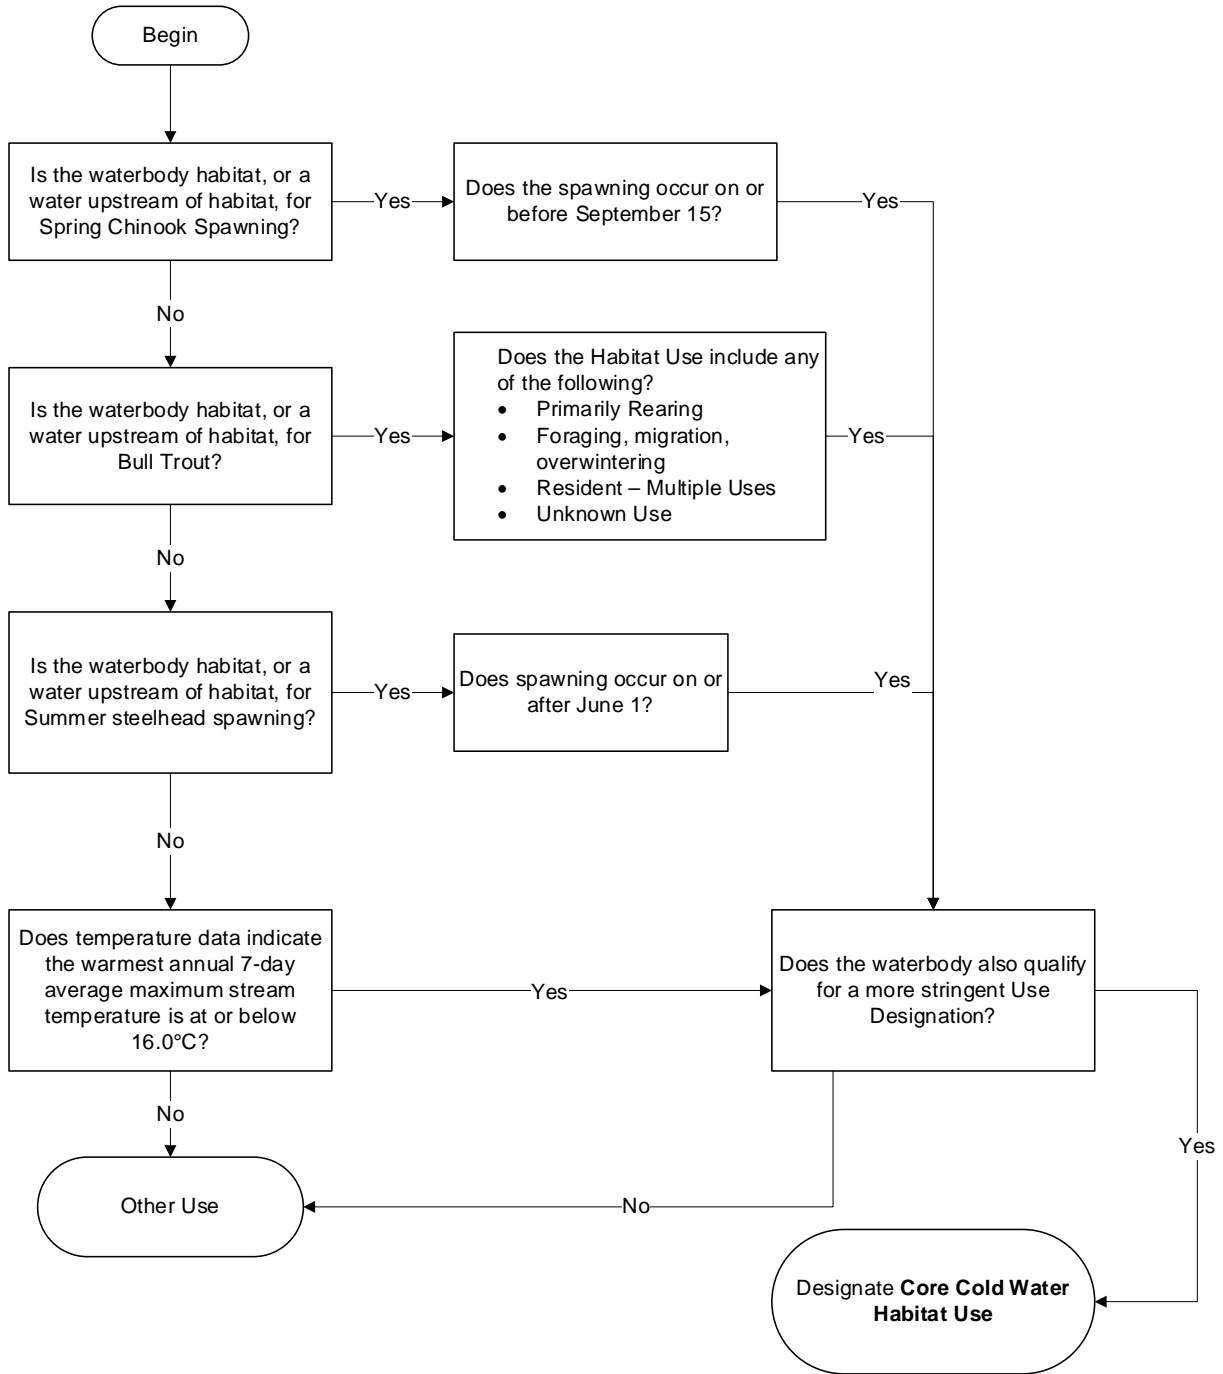 Begin
Is the waterbody habitat, or a
water upstream of habitat, for
Spring Chinook Spawning?
Yes
Does the spawning occur on or
before September 15?
Yes
No
Is the waterbody habitat, or a
water upstream of habitat, for
Bull Trout?
Yes
Does the Habitat Use include any
of the following?
• Primarily Rearing
• Foraging, migration,
overwintering
• Resident – Multiple Uses
• Unknown Use
Yes
No
Is the waterbody habitat, or a
water upstream of habitat, for
Summer steelhead spawning?
Yes
Does spawning occur on or
after June 1?
Yes
No
Does temperature data indicate
the warmest annual 7-day
average maximum stream
temperature is at or below
16.0°C?
Yes
Does the waterbody also qualify
for a more stringent Use
Designation?
No
Yes
Other Use
No
Designate Core Cold Water
Habitat Use